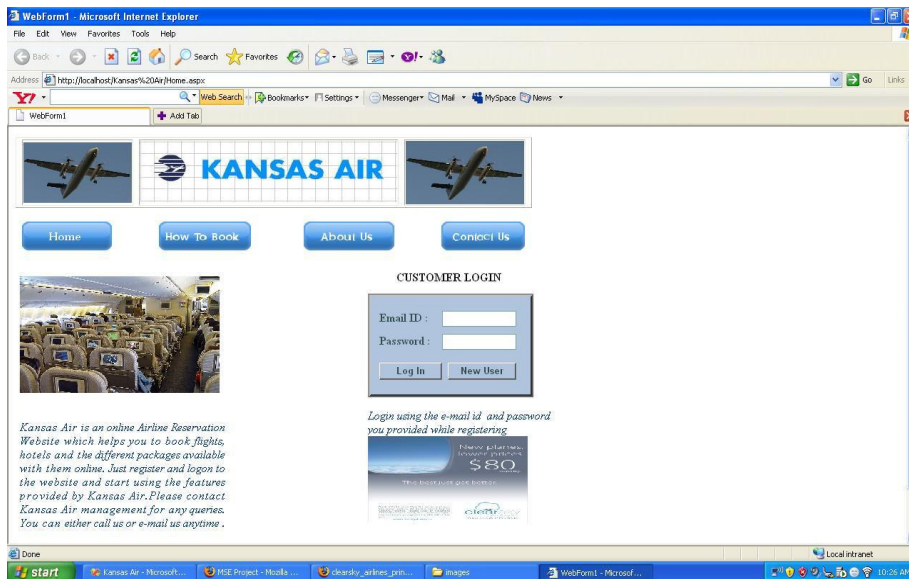 WebForm1 - Microsoft Internet Explorer
File Edit View Favorites Tools Help
Back Search Favorites
Address http://localhost/Kansas%20Air/Home.aspx Go Links
Web Search Bookmarks Settings Messenger Mail MySpace News
WebForm1 Add Tab
KANSAS AIR
Home How To Book About Us Contact Us
CUSTOMER LOGIN
Email ID :
Password :
Log In New User
Login using the e-mail id and password
you provided while registering
Kansas Air is an online Airline Reservation
Website which helps you to book flights,
hotels and the different packages available
with them online. Just register and logon to
the website and start using the features
provided by Kansas Air.Please contact
Kansas Air management for any queries.
You can either call us or e-mail us anytime .
New planes.
lower prices.
$80
The best just got better.
Done Local intranet
start Kansas Air - Microsoft... MSE Project - Mozilla ... clearsky_airlines_prin... images WebForm1 - Microsof... 10:26 AM